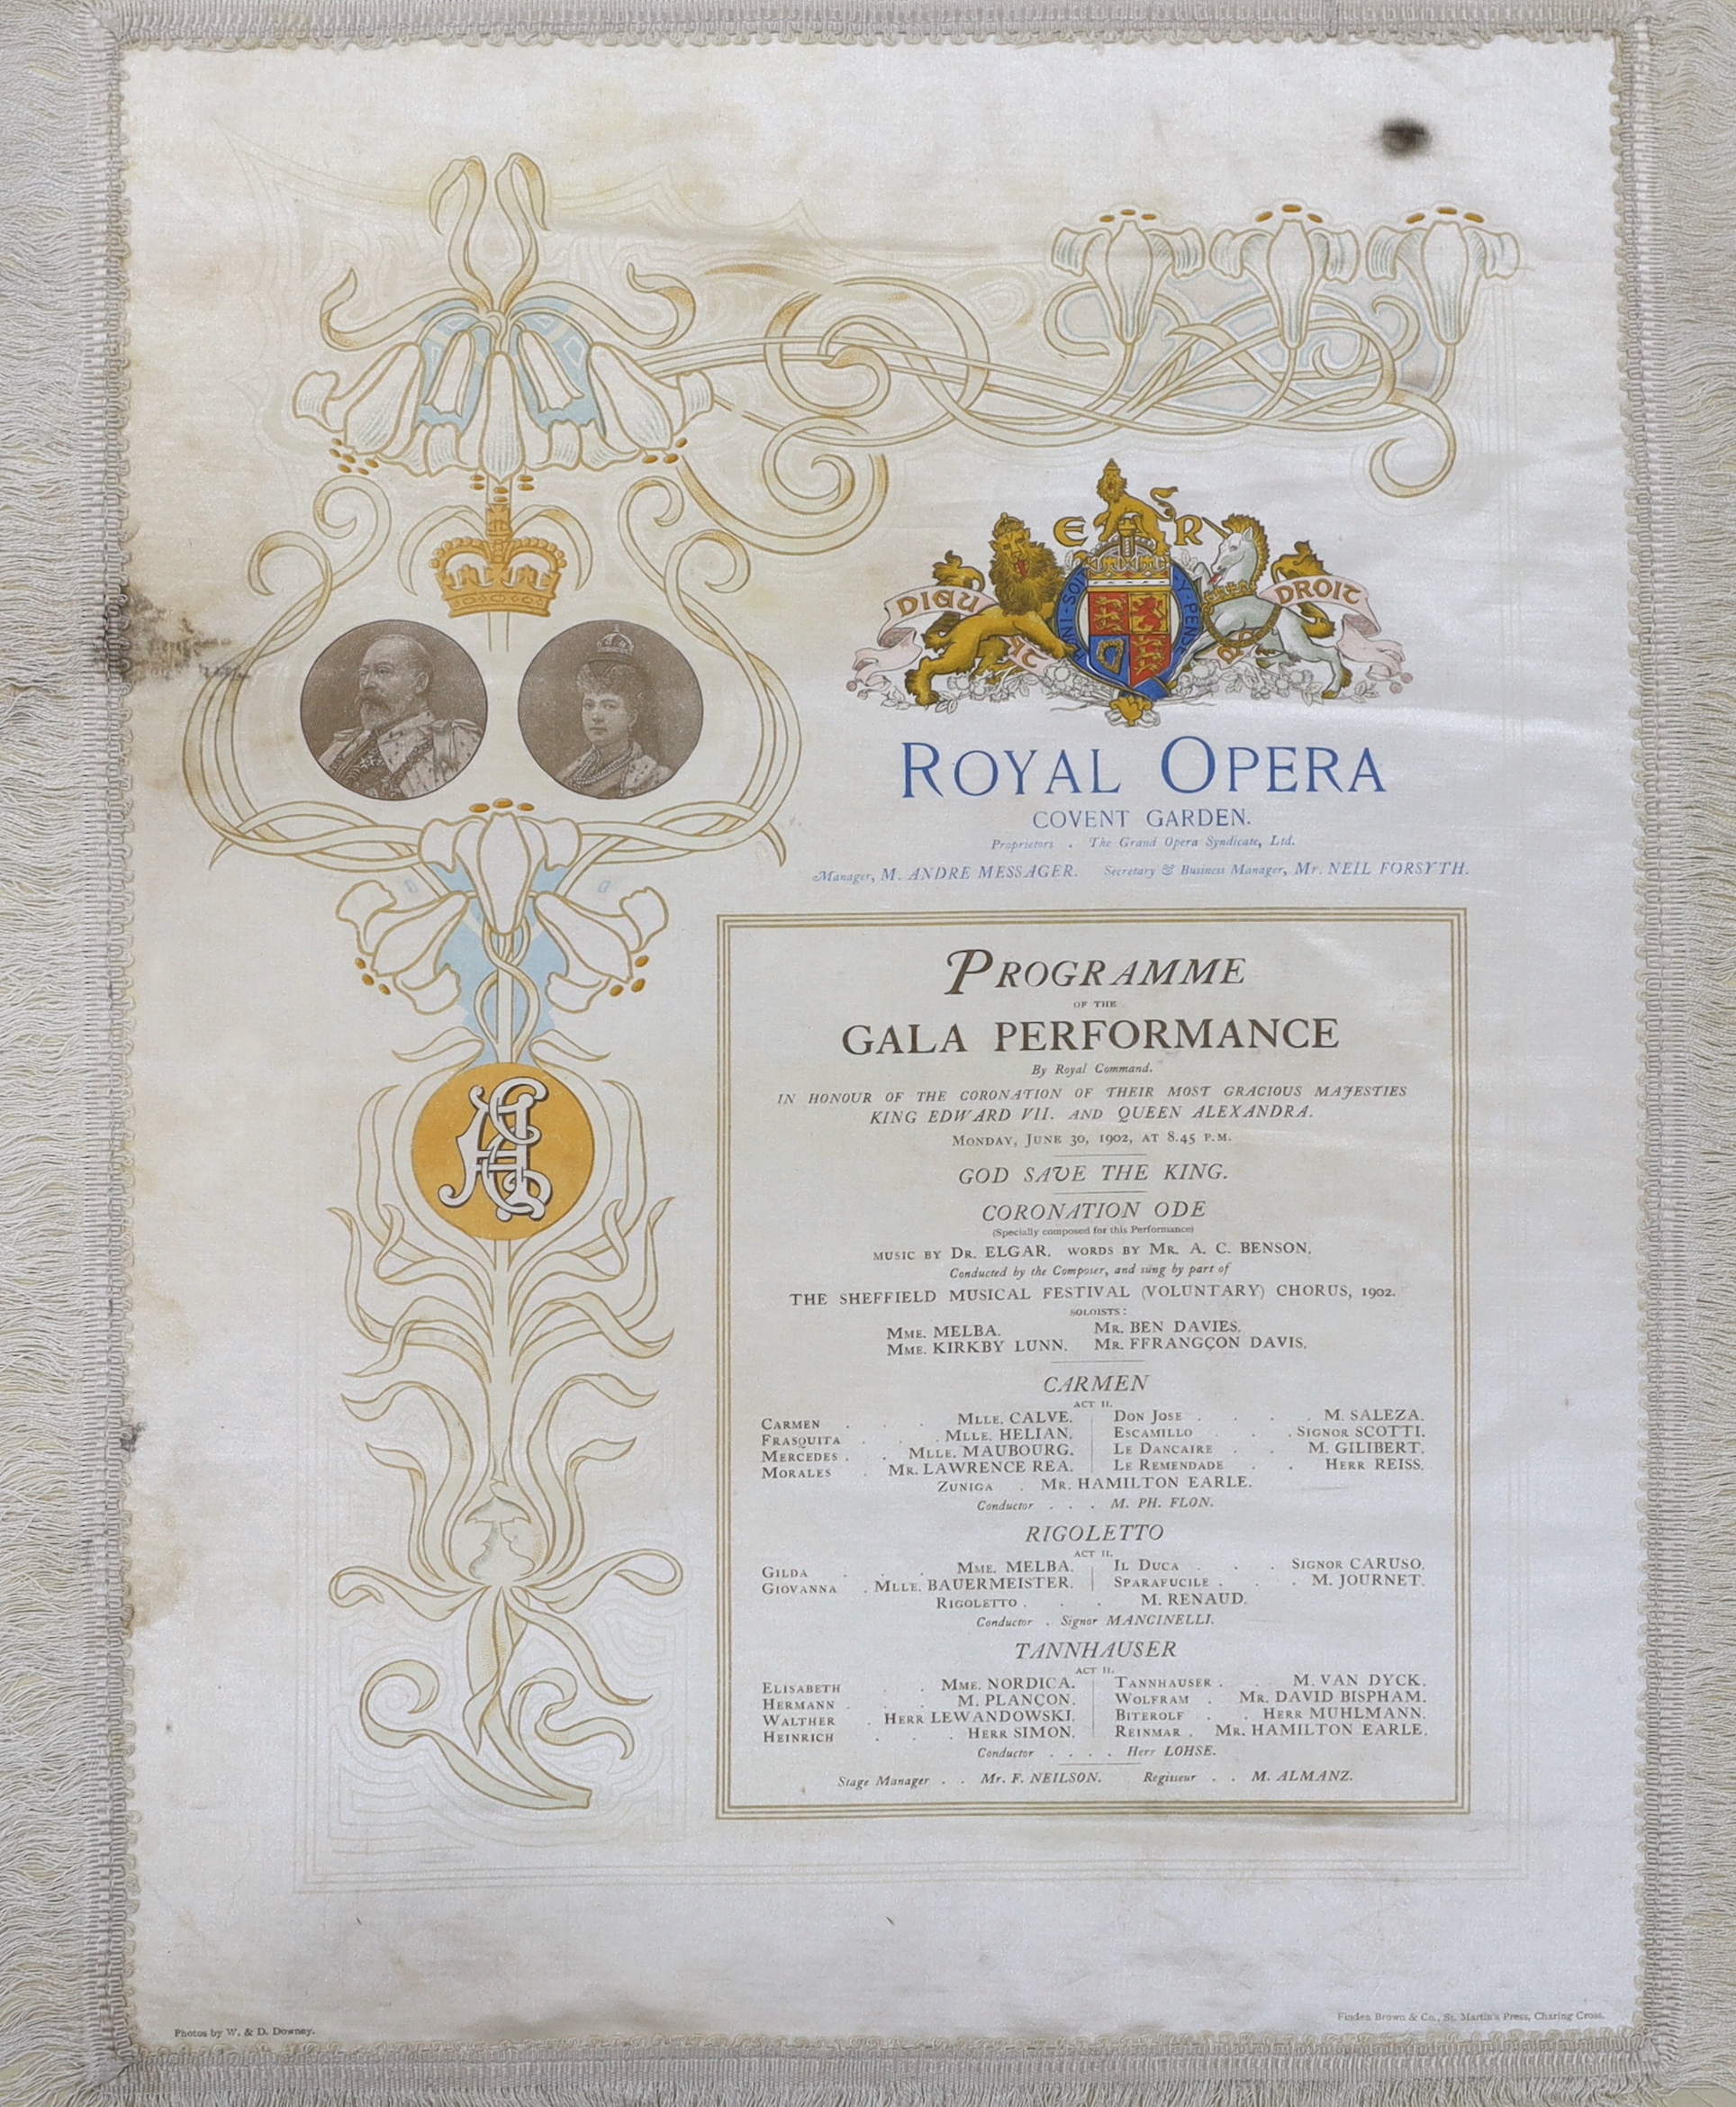 E R
DIEU ET MON DROIT
HONI · SOIT Y · PENSE
ROYAL OPERA
COVENT GARDEN.
Proprietors . The Grand Opera Syndicate, Ltd.
Manager, M. ANDRE MESSAGER. Secretary & Business Manager, Mr. NEIL FORSYTH.
PROGRAMME
OF THE
GALA PERFORMANCE
By Royal Command.
IN HONOUR OF THE CORONATION OF THEIR MOST GRACIOUS MAJESTIES
KING EDWARD VII. AND QUEEN ALEXANDRA.
MONDAY, JUNE 30, 1902, AT 8.45 P.M.
GOD SAVE THE KING.
CORONATION ODE
(Specially composed for this Performance)
MUSIC BY DR. ELGAR. WORDS BY MR. A. C. BENSON.
Conducted by the Composer, and sung by part of
THE SHEFFIELD MUSICAL FESTIVAL (VOLUNTARY) CHORUS, 1902.
SOLOISTS:
MME. MELBA. MR. BEN DAVIES.
MME. KIRKBY LUNN. MR. FFRANGÇON DAVIS.
CARMEN
ACT II.
CARMEN . . . MLLE. CALVE. DON JOSE . . . M. SALEZA.
FRASQUITA . . MLLE. HELIAN. ESCAMILLO . . . SIGNOR SCOTTI.
MERCEDES . . MLLE. MAUBOURG. LE DANCAIRE . . M. GILIBERT.
MORALES . MR. LAWRENCE REA. LE REMENDADE . . HERR REISS.
ZUNIGA . MR. HAMILTON EARLE.
Conductor . . . M. PH. FLON.
RIGOLETTO
ACT II.
GILDA . . . MME. MELBA. IL DUCA . . . SIGNOR CARUSO.
GIOVANNA . MLLE. BAUERMEISTER. SPARAFUCILE . . . M. JOURNET.
RIGOLETTO . . . M. RENAUD.
Conductor . Signor MANCINELLI.
TANNHAUSER
ACT II.
ELISABETH . . MME. NORDICA. TANNHAUSER . . M. VAN DYCK.
HERMANN . . . M. PLANÇON. WOLFRAM . MR. DAVID BISPHAM.
WALTHER . HERR LEWANDOWSKI. BITEROLF . . HERR MUHLMANN.
HEINRICH . . . HERR SIMON. REINMAR . MR. HAMILTON EARLE.
Conductor . . . . Herr LOHSE.
Stage Manager . . Mr. F. NEILSON. Regisseur . . M. ALMANZ.
Photos by W. & D. Downey.
Finden Brown & Co., St. Martin's Press, Charing Cross.